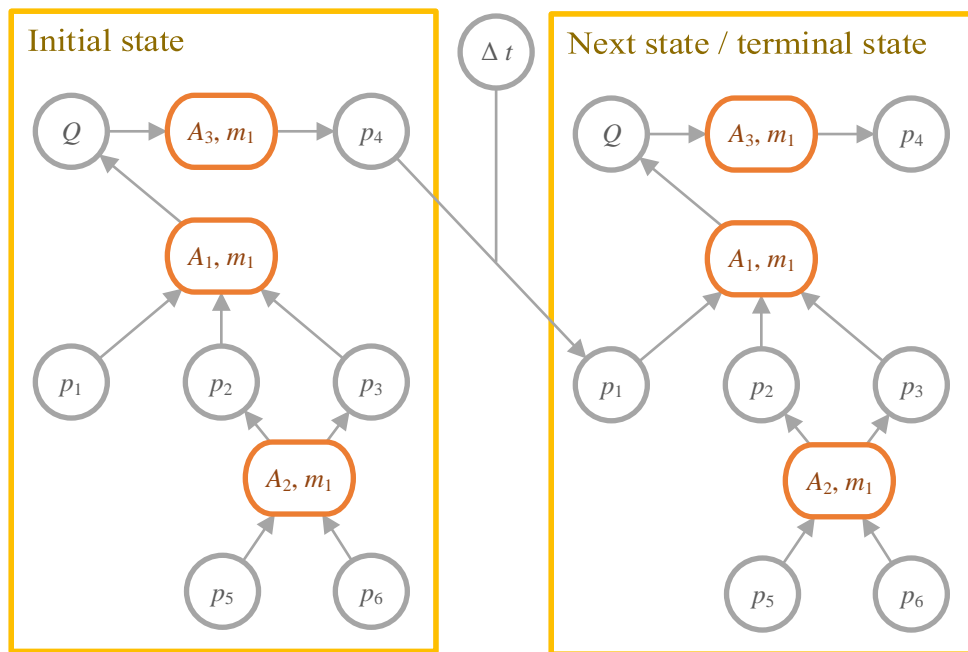 Initial state
Q
A₃, m₁
p₄
A₁, m₁
p₁
p₂
p₃
A₂, m₁
p₅
p₆
Δ t
Next state / terminal state
Q
A₃, m₁
p₄
A₁, m₁
p₁
p₂
p₃
A₂, m₁
p₅
p₆